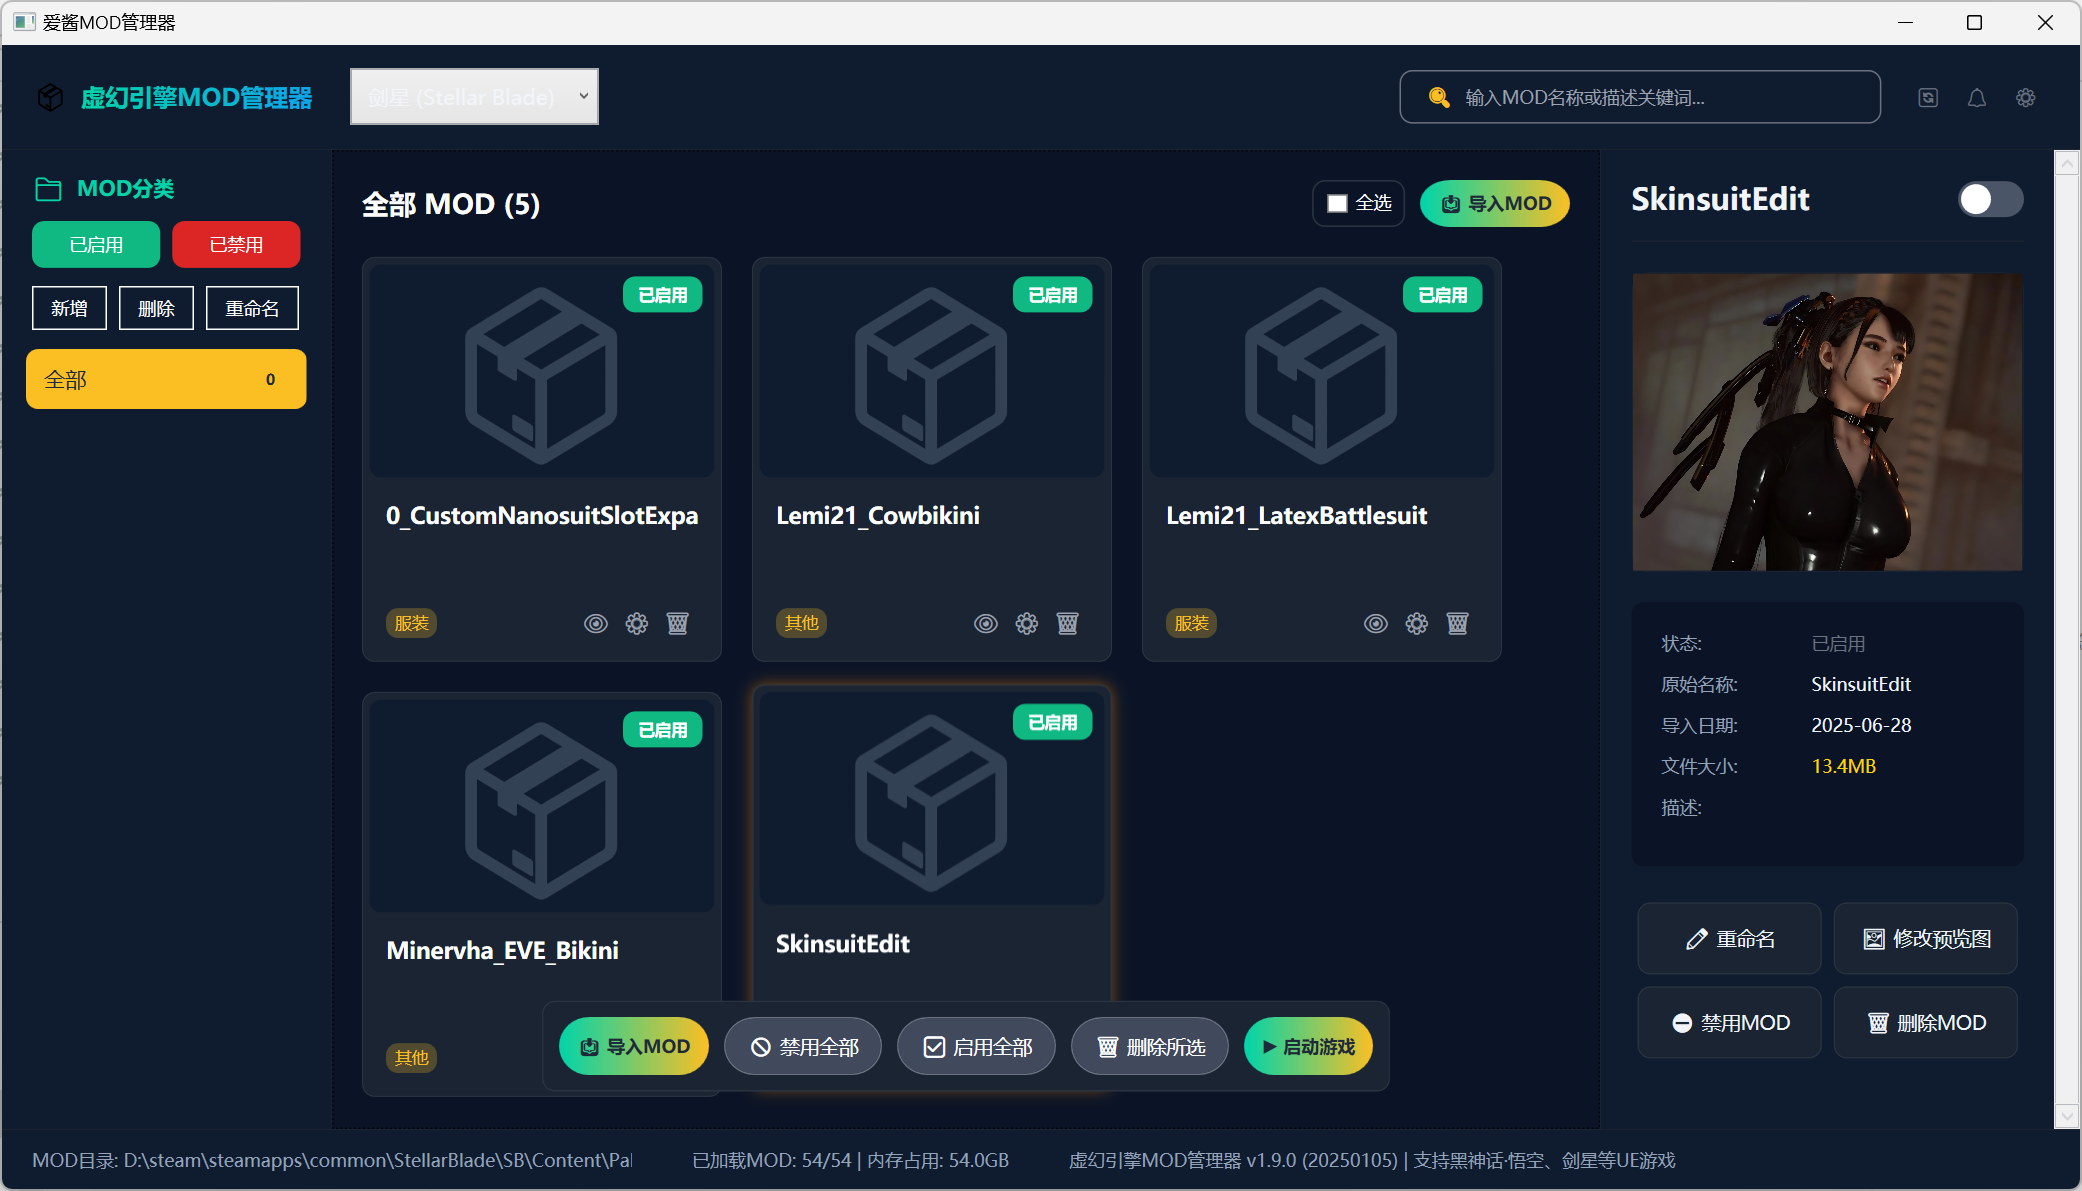 爱酱MOD管理器
虚幻引擎MOD管理器
剑星 (Stellar Blade)
输入MOD名称或描述关键词...
MOD分类
已启用
已禁用
新增
删除
重命名
全部 0
全部 MOD (5)
全选
导入MOD
已启用
0_CustomNanosuitSlotExpa
服装
已启用
Lemi21_Cowbikini
其他
已启用
Lemi21_LatexBattlesuit
服装
已启用
Minervha_EVE_Bikini
其他
已启用
SkinsuitEdit
导入MOD
禁用全部
启用全部
删除所选
启动游戏
SkinsuitEdit
状态: 已启用
原始名称: SkinsuitEdit
导入日期: 2025-06-28
文件大小: 13.4MB
描述:
重命名
修改预览图
禁用MOD
删除MOD
MOD目录: D:\steam\steamapps\common\StellarBlade\SB\Content\Pa
已加载MOD: 54/54 | 内存占用: 54.0GB
虚幻引擎MOD管理器 v1.9.0 (20250105) | 支持黑神话·悟空、剑星等UE游戏